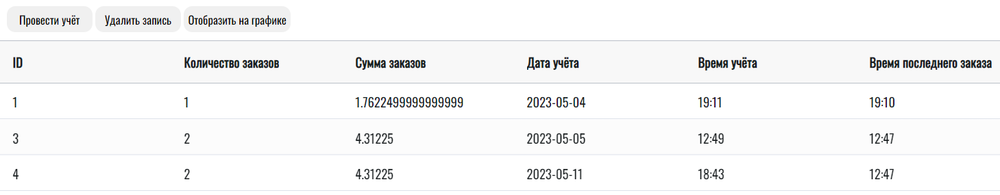 Провести учёт Удалить запись Отобразить на графике
ID Количество заказов Сумма заказов Дата учёта Время учёта Время последнего заказа
1 1 1.7622499999999999 2023-05-04 19:11 19:10
3 2 4.31225 2023-05-05 12:49 12:47
4 2 4.31225 2023-05-11 18:43 12:47